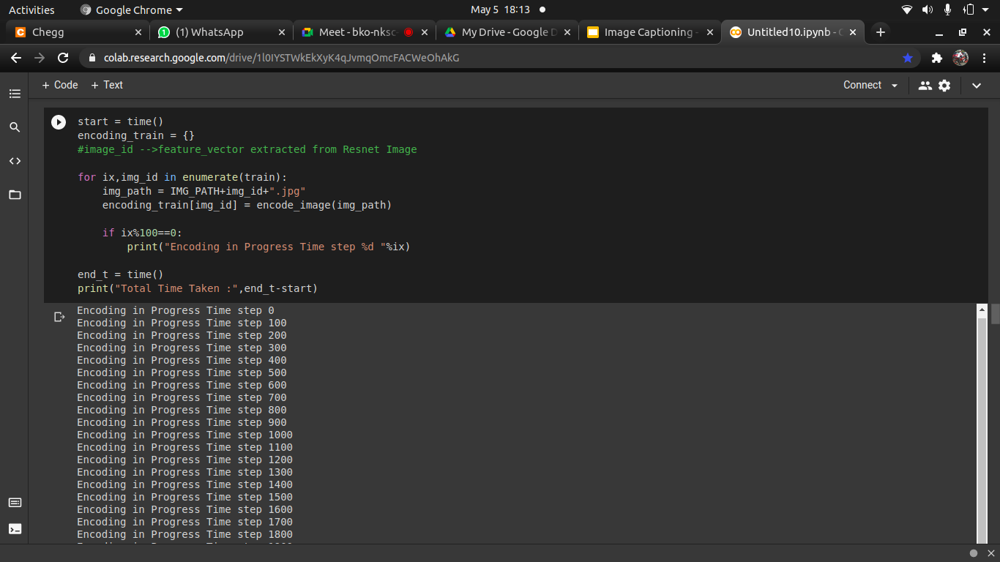 Activities
Google Chrome
May 5 18:13
Chegg
(1) WhatsApp
Meet - bko-nksc
My Drive - Google D
Image Captioning -
Untitled10.ipynb - C
colab.research.google.com/drive/1l0IYSTWkEkXyK4qJvmqOmcFACWeOhAkG
+ Code + Text
Connect
start = time()
encoding_train = {}
#image_id -->feature_vector extracted from Resnet Image
for ix,img_id in enumerate(train):
img_path = IMG_PATH+img_id+".jpg"
encoding_train[img_id] = encode_image(img_path)
if ix%100==0:
print("Encoding in Progress Time step %d "%ix)
end_t = time()
print("Total Time Taken :",end_t-start)
Encoding in Progress Time step 0
Encoding in Progress Time step 100
Encoding in Progress Time step 200
Encoding in Progress Time step 300
Encoding in Progress Time step 400
Encoding in Progress Time step 500
Encoding in Progress Time step 600
Encoding in Progress Time step 700
Encoding in Progress Time step 800
Encoding in Progress Time step 900
Encoding in Progress Time step 1000
Encoding in Progress Time step 1100
Encoding in Progress Time step 1200
Encoding in Progress Time step 1300
Encoding in Progress Time step 1400
Encoding in Progress Time step 1500
Encoding in Progress Time step 1600
Encoding in Progress Time step 1700
Encoding in Progress Time step 1800